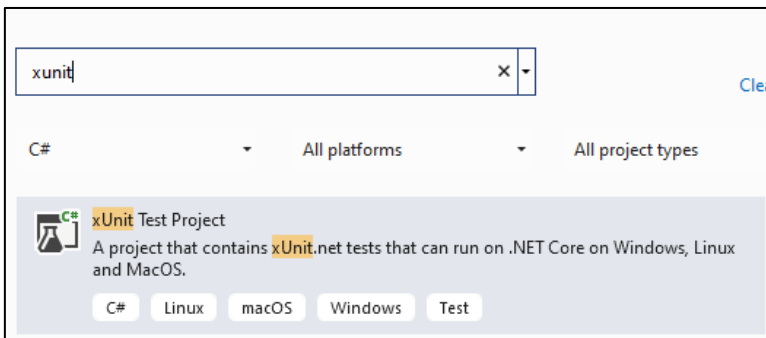 xunit
Clea
C#
All platforms
All project types
C#
xUnit Test Project
A project that contains xUnit.net tests that can run on .NET Core on Windows, Linux
and MacOS.
C#
Linux
macOS
Windows
Test